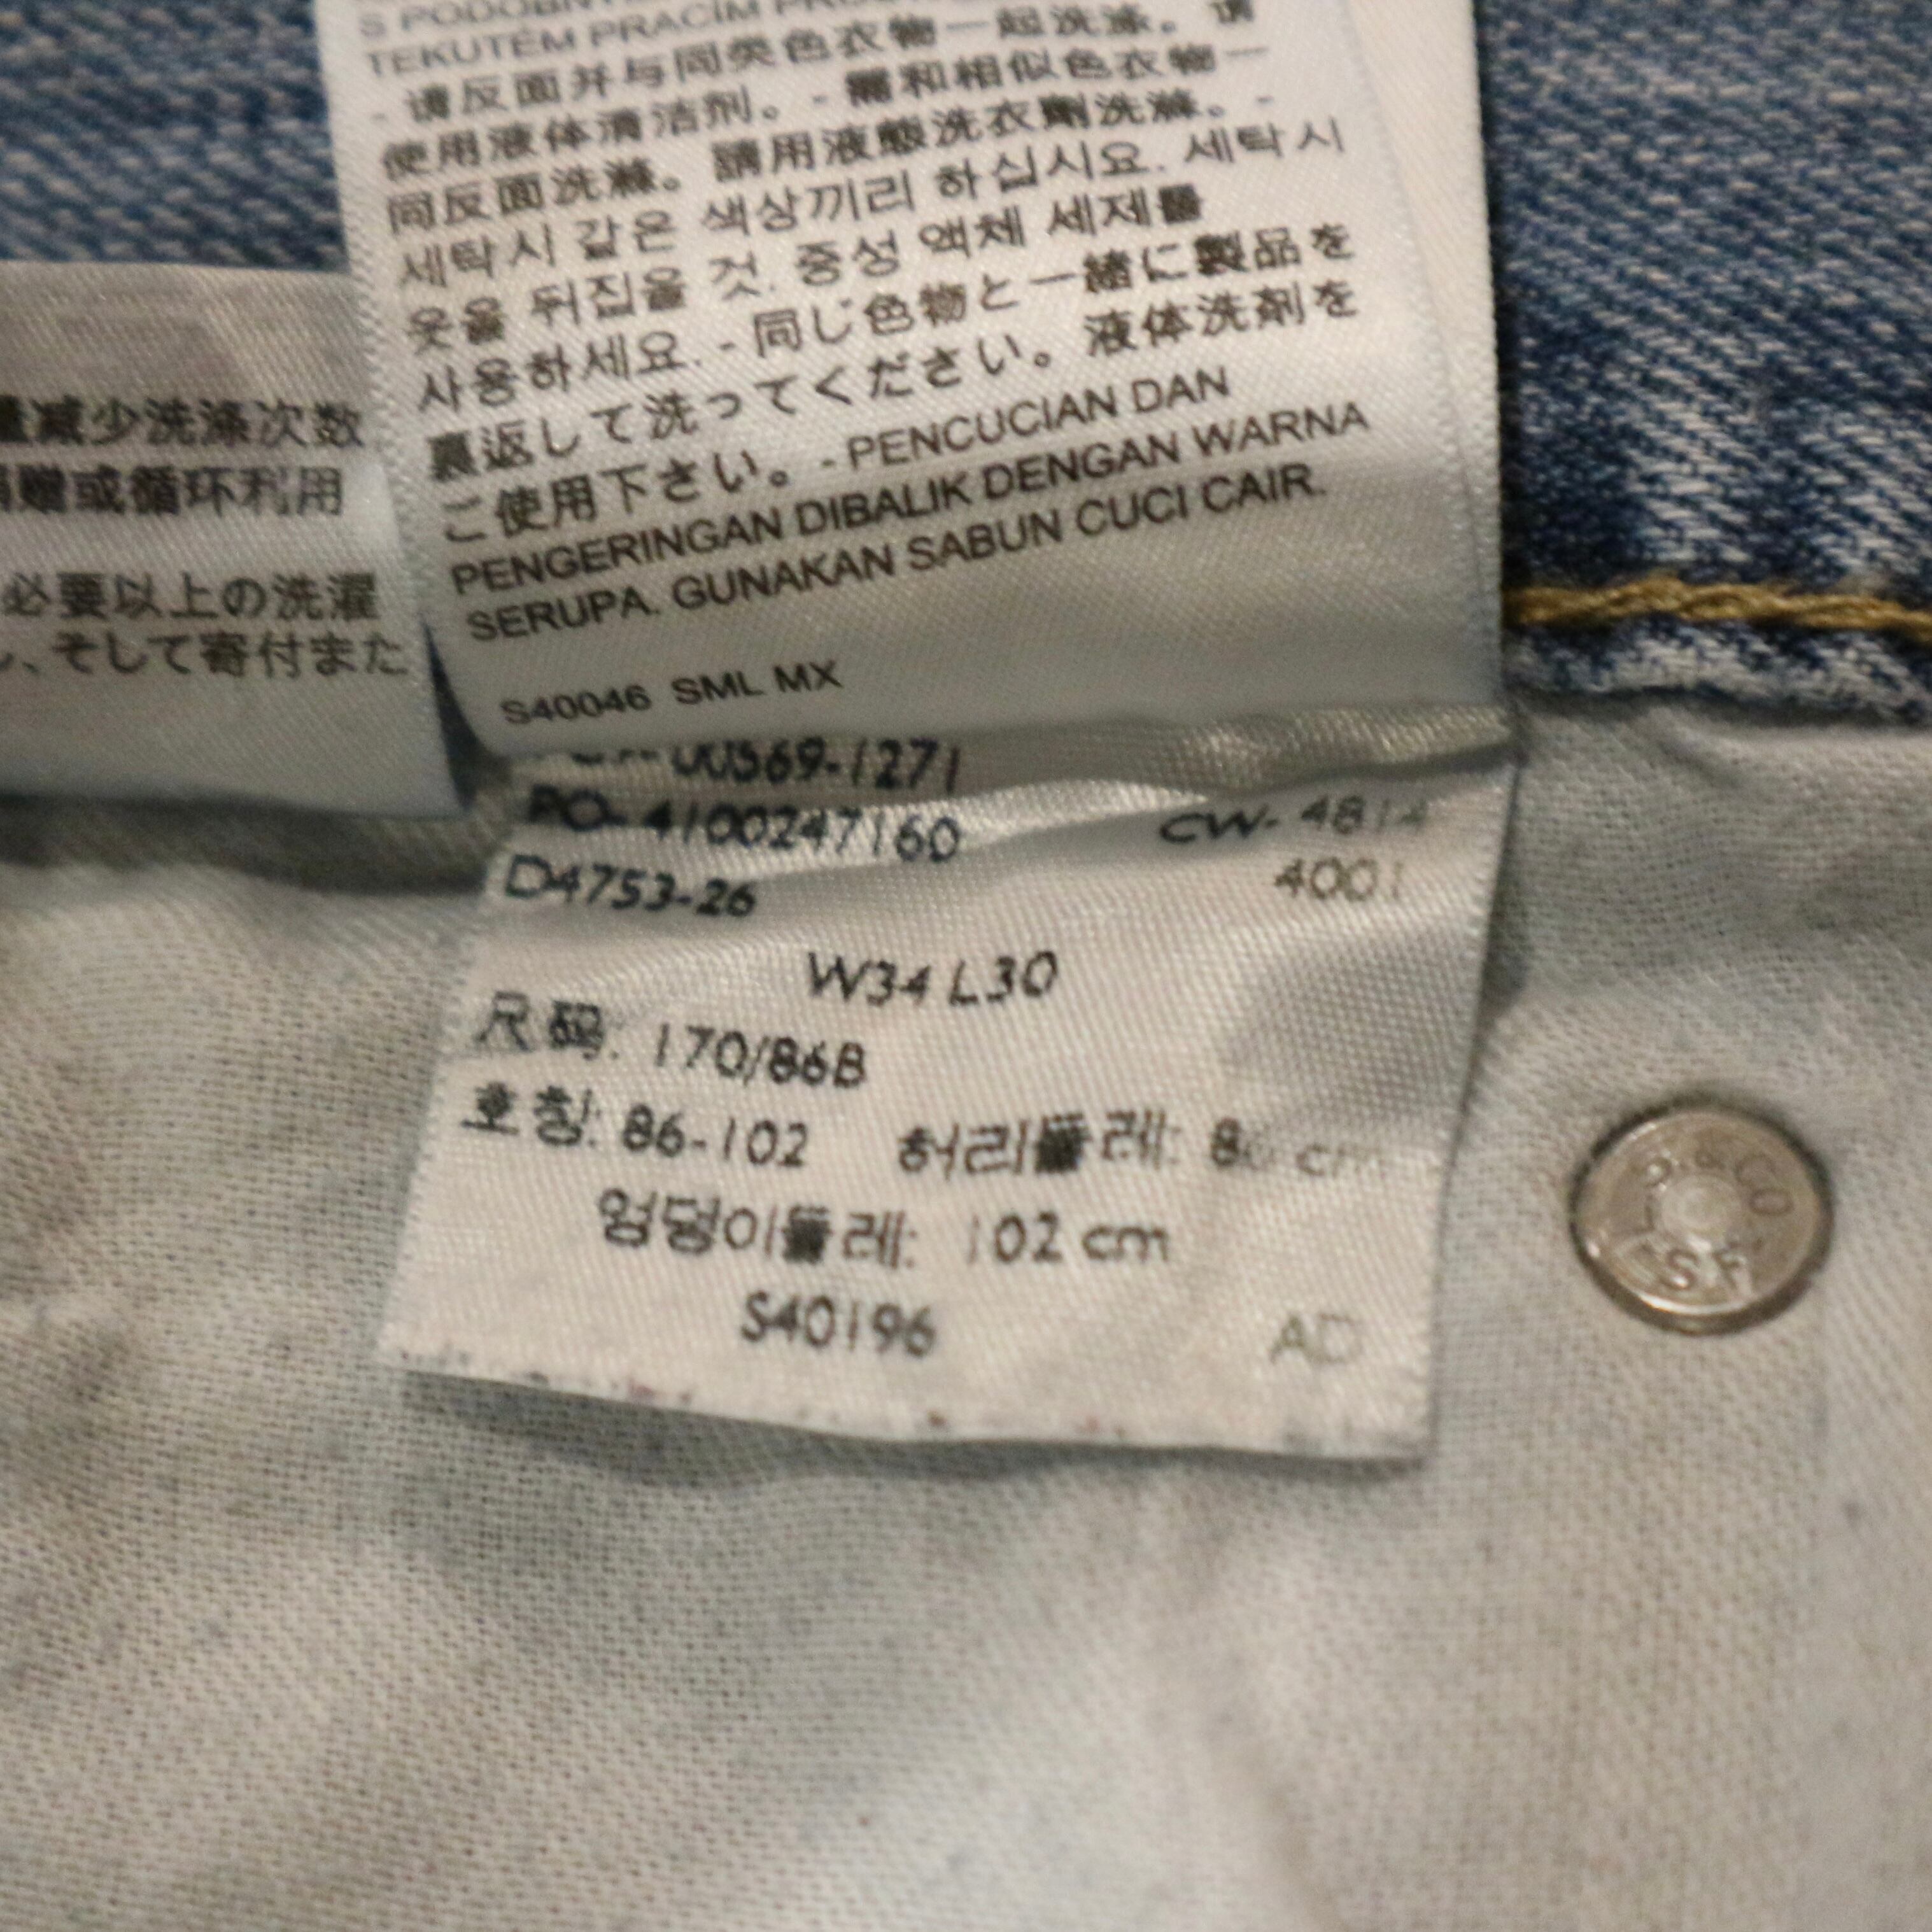 TEKUTÉM PRACÍM
- 请反面并与同类色衣物一起洗涤。请
使用液体清洁剂。- 需和相似色衣物一
同反面洗滌。請用液態洗衣劑洗滌。-
세탁시 같은 색상끼리 하십시요. 세탁시
옷을 뒤집을 것. 중성 액체 세제를
사용하세요. - 同じ色物と一緒に製品を
裏返して洗ってください。液体洗剤を
ご使用下さい。- PENCUCIAN DAN
PENGERINGAN DIBALIK DENGAN WARNA
SERUPA. GUNAKAN SABUN CUCI CAIR.
S40046 SML MX
减少洗涤次数
赠或循环利用
必要以上の洗濯
、そして寄付また
00569-1271
PO- 4100247160 CW- 4814
D4753-26 4001
W34 L30
尺码: 170/86B
호칭: 86-102 허리둘레: cm
엉덩이둘레: 102 cm
S40196 AD
& CO
S.F.